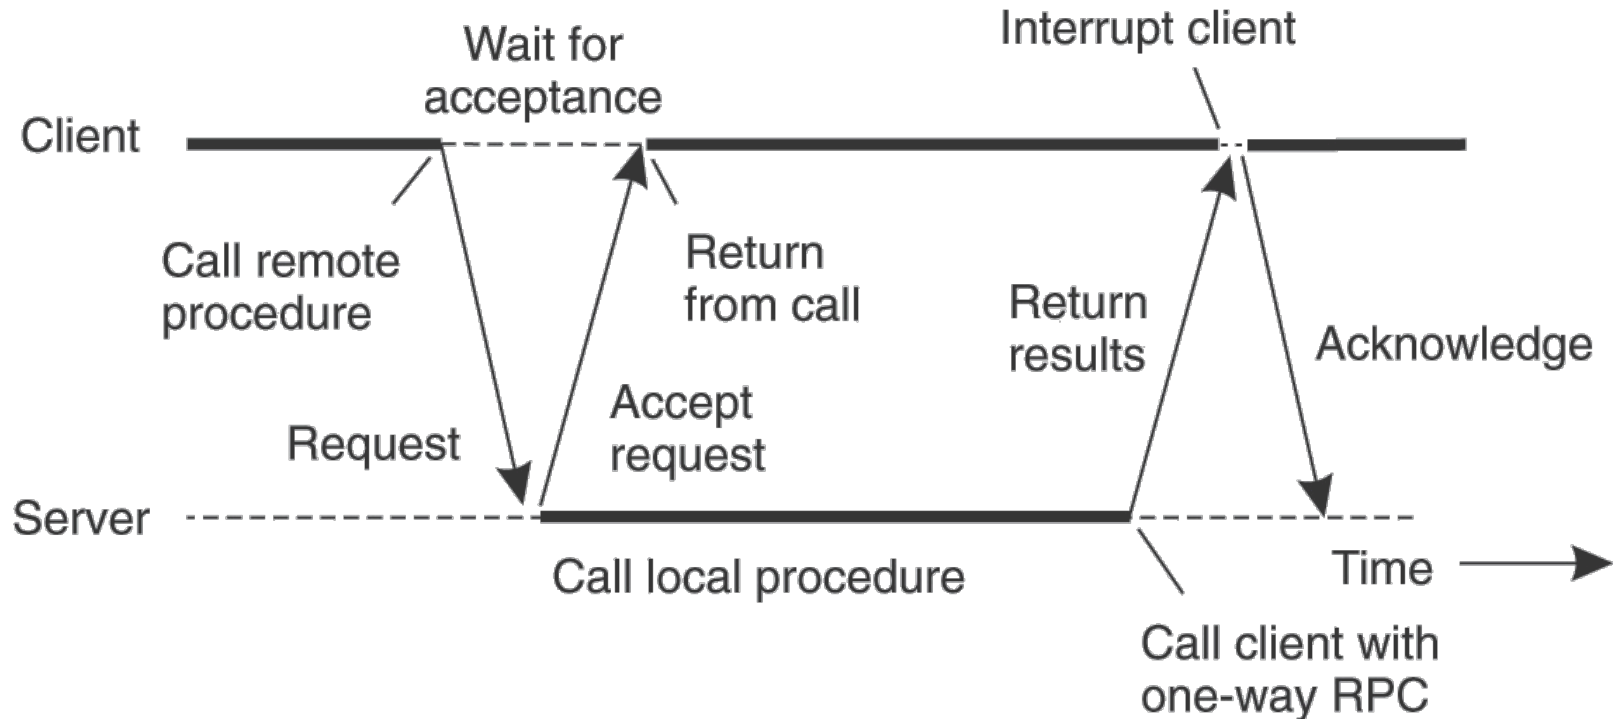 Wait for
acceptance
Interrupt client
Client
Call remote
procedure
Return
from call
Return
results
Acknowledge
Accept
request
Request
Server
Call local procedure
Time
Call client with
one-way RPC